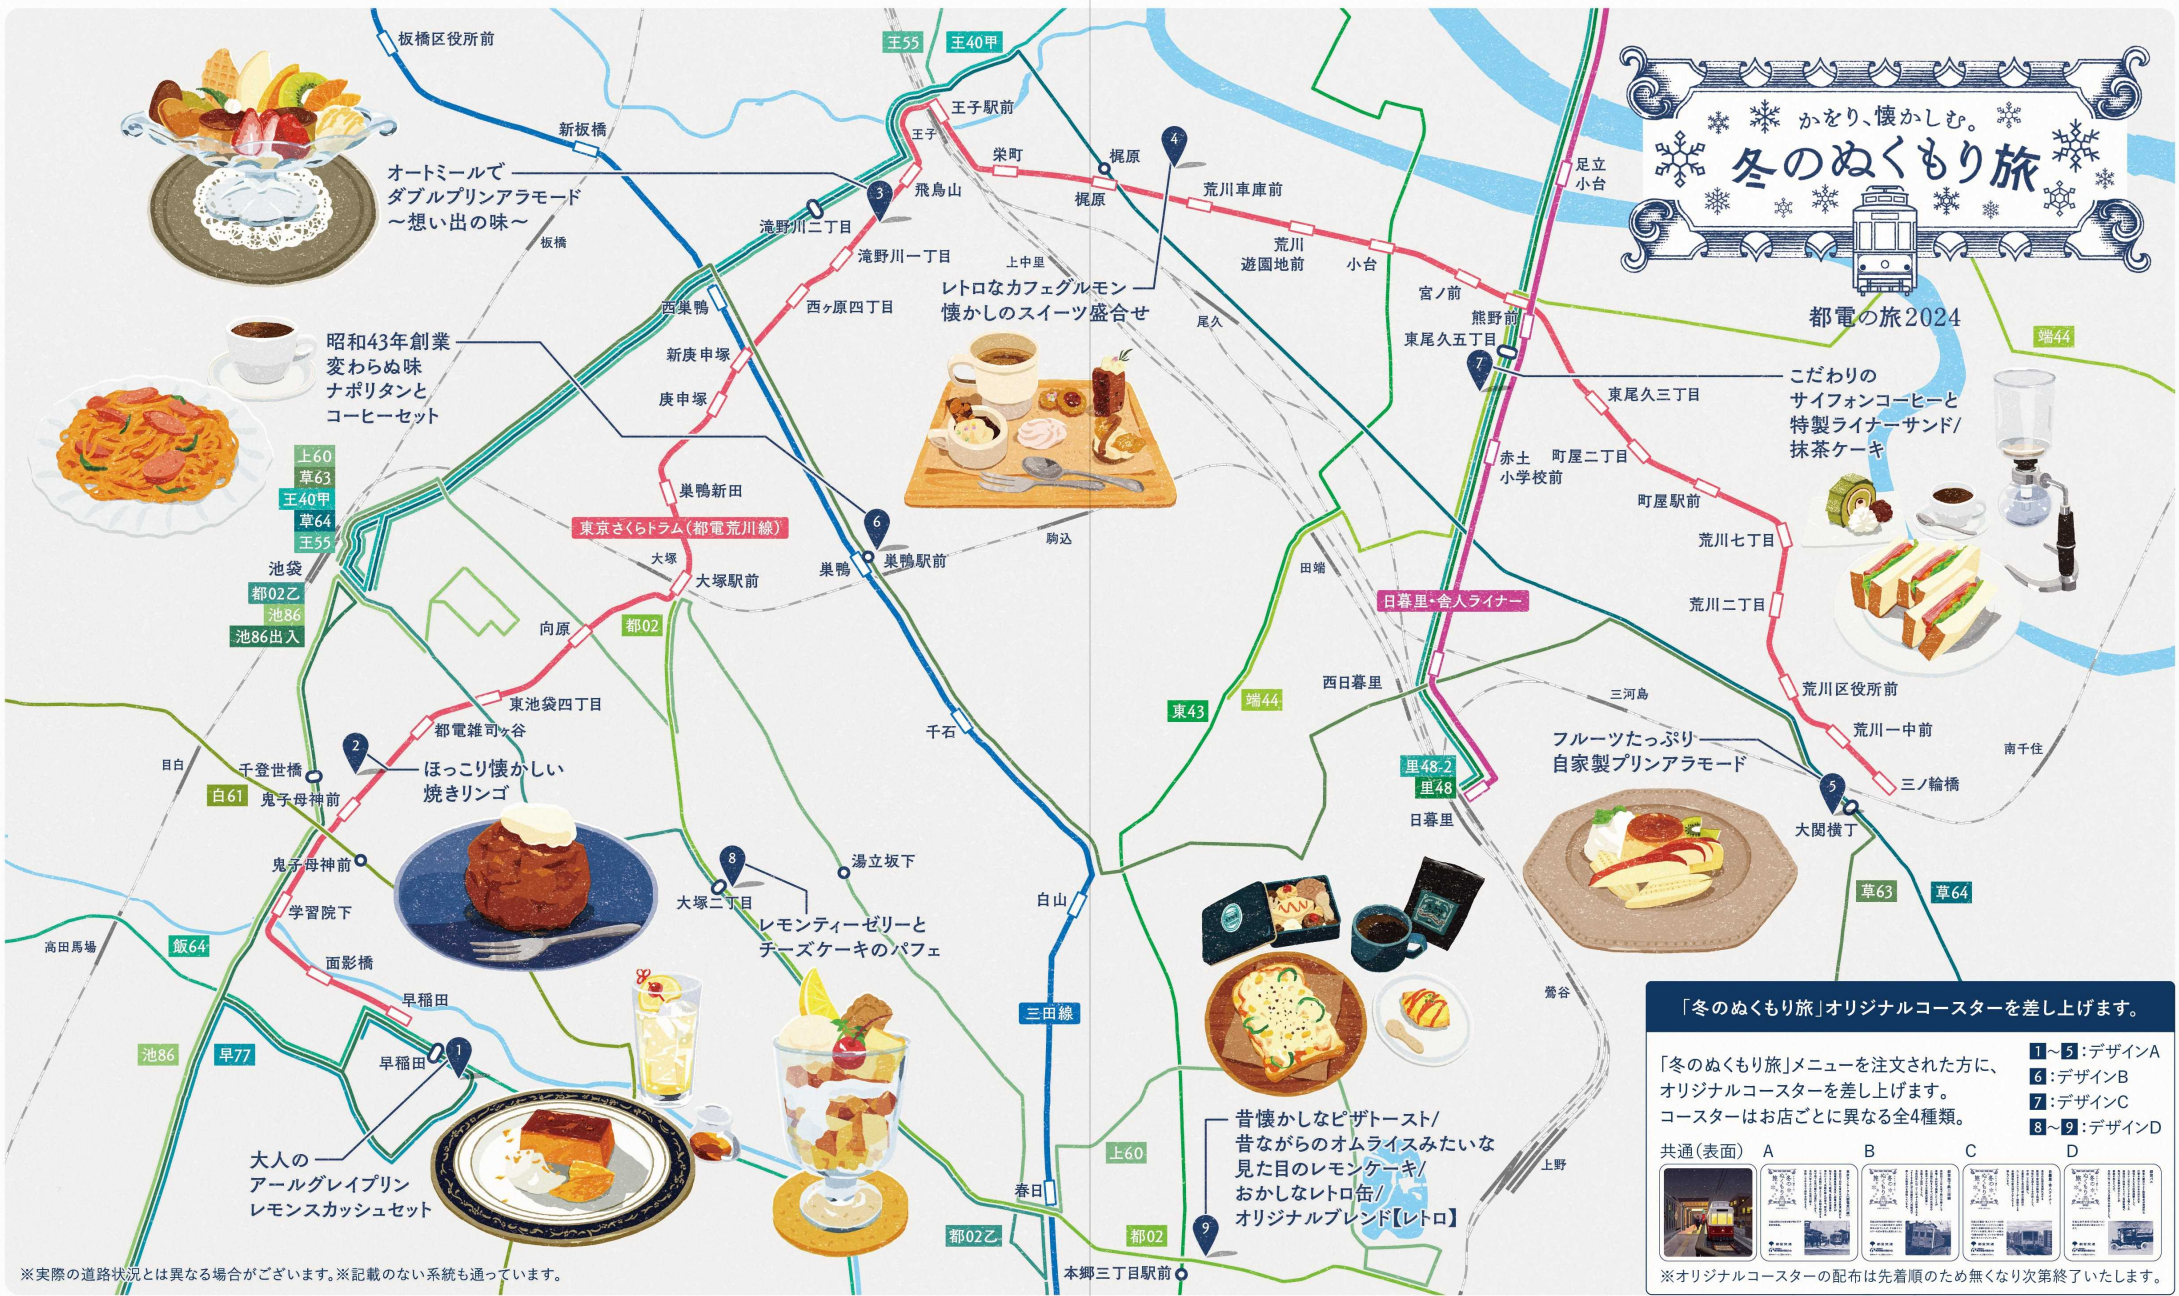 かをり、懐かしむ。
冬のぬくもり旅
都電の旅2024
板橋区役所前
新板橋
王55
王40甲
王子駅前
王子
飛鳥山
栄町
梶原
梶原
4
荒川車庫前
荒川
遊園地前
小台
宮ノ前
熊野前
足立
小台
端44
オートミールで
ダブルプリンアラモード
～想い出の味～
3
滝野川二丁目
板橋
滝野川一丁目
西ヶ原四丁目
西巣鴨
新庚申塚
庚申塚
上中里
尾久
レトロなカフェグルモン
懐かしのスイーツ盛合せ
東尾久五丁目
7
東尾久三丁目
こだわりの
サイフォンコーヒーと
特製ライナーサンド/
抹茶ケーキ
昭和43年創業
変わらぬ味
ナポリタンと
コーヒーセット
上60
草63
王40甲
草64
王55
池袋
都02乙
池86
池86出入
巣鴨新田
東京さくらトラム(都電荒川線)
大塚
大塚駅前
向原
都02
6
巣鴨
巣鴨駅前
駒込
田端
赤土
小学校前
町屋二丁目
町屋駅前
荒川七丁目
日暮里・舎人ライナー
荒川二丁目
西日暮里
三河島
荒川区役所前
荒川一中前
南千住
三ノ輪橋
東43
端44
里48-2
里48
日暮里
東池袋四丁目
都電雑司ヶ谷
千石
目白
2
千登世橋
白61
鬼子母神前
鬼子母神前
ほっこり懐かしい
焼きリンゴ
フルーツたっぷり
自家製プリンアラモード
5
大関横丁
草63
草64
学習院下
高田馬場
飯64
面影橋
早稲田
早稲田
1
池86
早77
8
大塚二丁目
湯立坂下
レモンティーゼリーと
チーズケーキのパフェ
白山
三田線
鶯谷
上野
大人の
アールグレイプリン
レモンスカッシュセット
春日
上60
都02乙
都02
本郷三丁目駅前
9
昔懐かしなピザトースト/
昔ながらのオムライスみたいな
見た目のレモンケーキ/
おかしなレトロ缶/
オリジナルブレンド【レトロ】
※実際の道路状況とは異なる場合がございます。※記載のない系統も通っています。
「冬のぬくもり旅」オリジナルコースターを差し上げます。
「冬のぬくもり旅」メニューを注文された方に、
オリジナルコースターを差し上げます。
コースターはお店ごとに異なる全4種類。
1～5：デザインA
6：デザインB
7：デザインC
8～9：デザインD
共通(表面) A B C D
※オリジナルコースターの配布は先着順のため無くなり次第終了いたします。